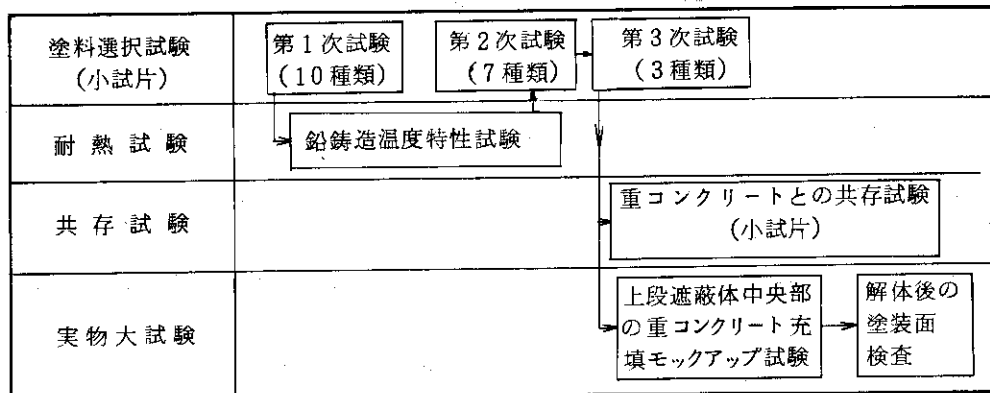 塗料選択試験
(小試片)
第1次試験
(10種類)
第2次試験
(7種類)
第3次試験
(3種類)
耐熱試験
鉛鋳造温度特性試験
共存試験
重コンクリートとの共存試験
(小試片)
実物大試験
上段遮蔽体中央部
の重コンクリート充
填モックアップ試験
解体後の
塗装面
検査